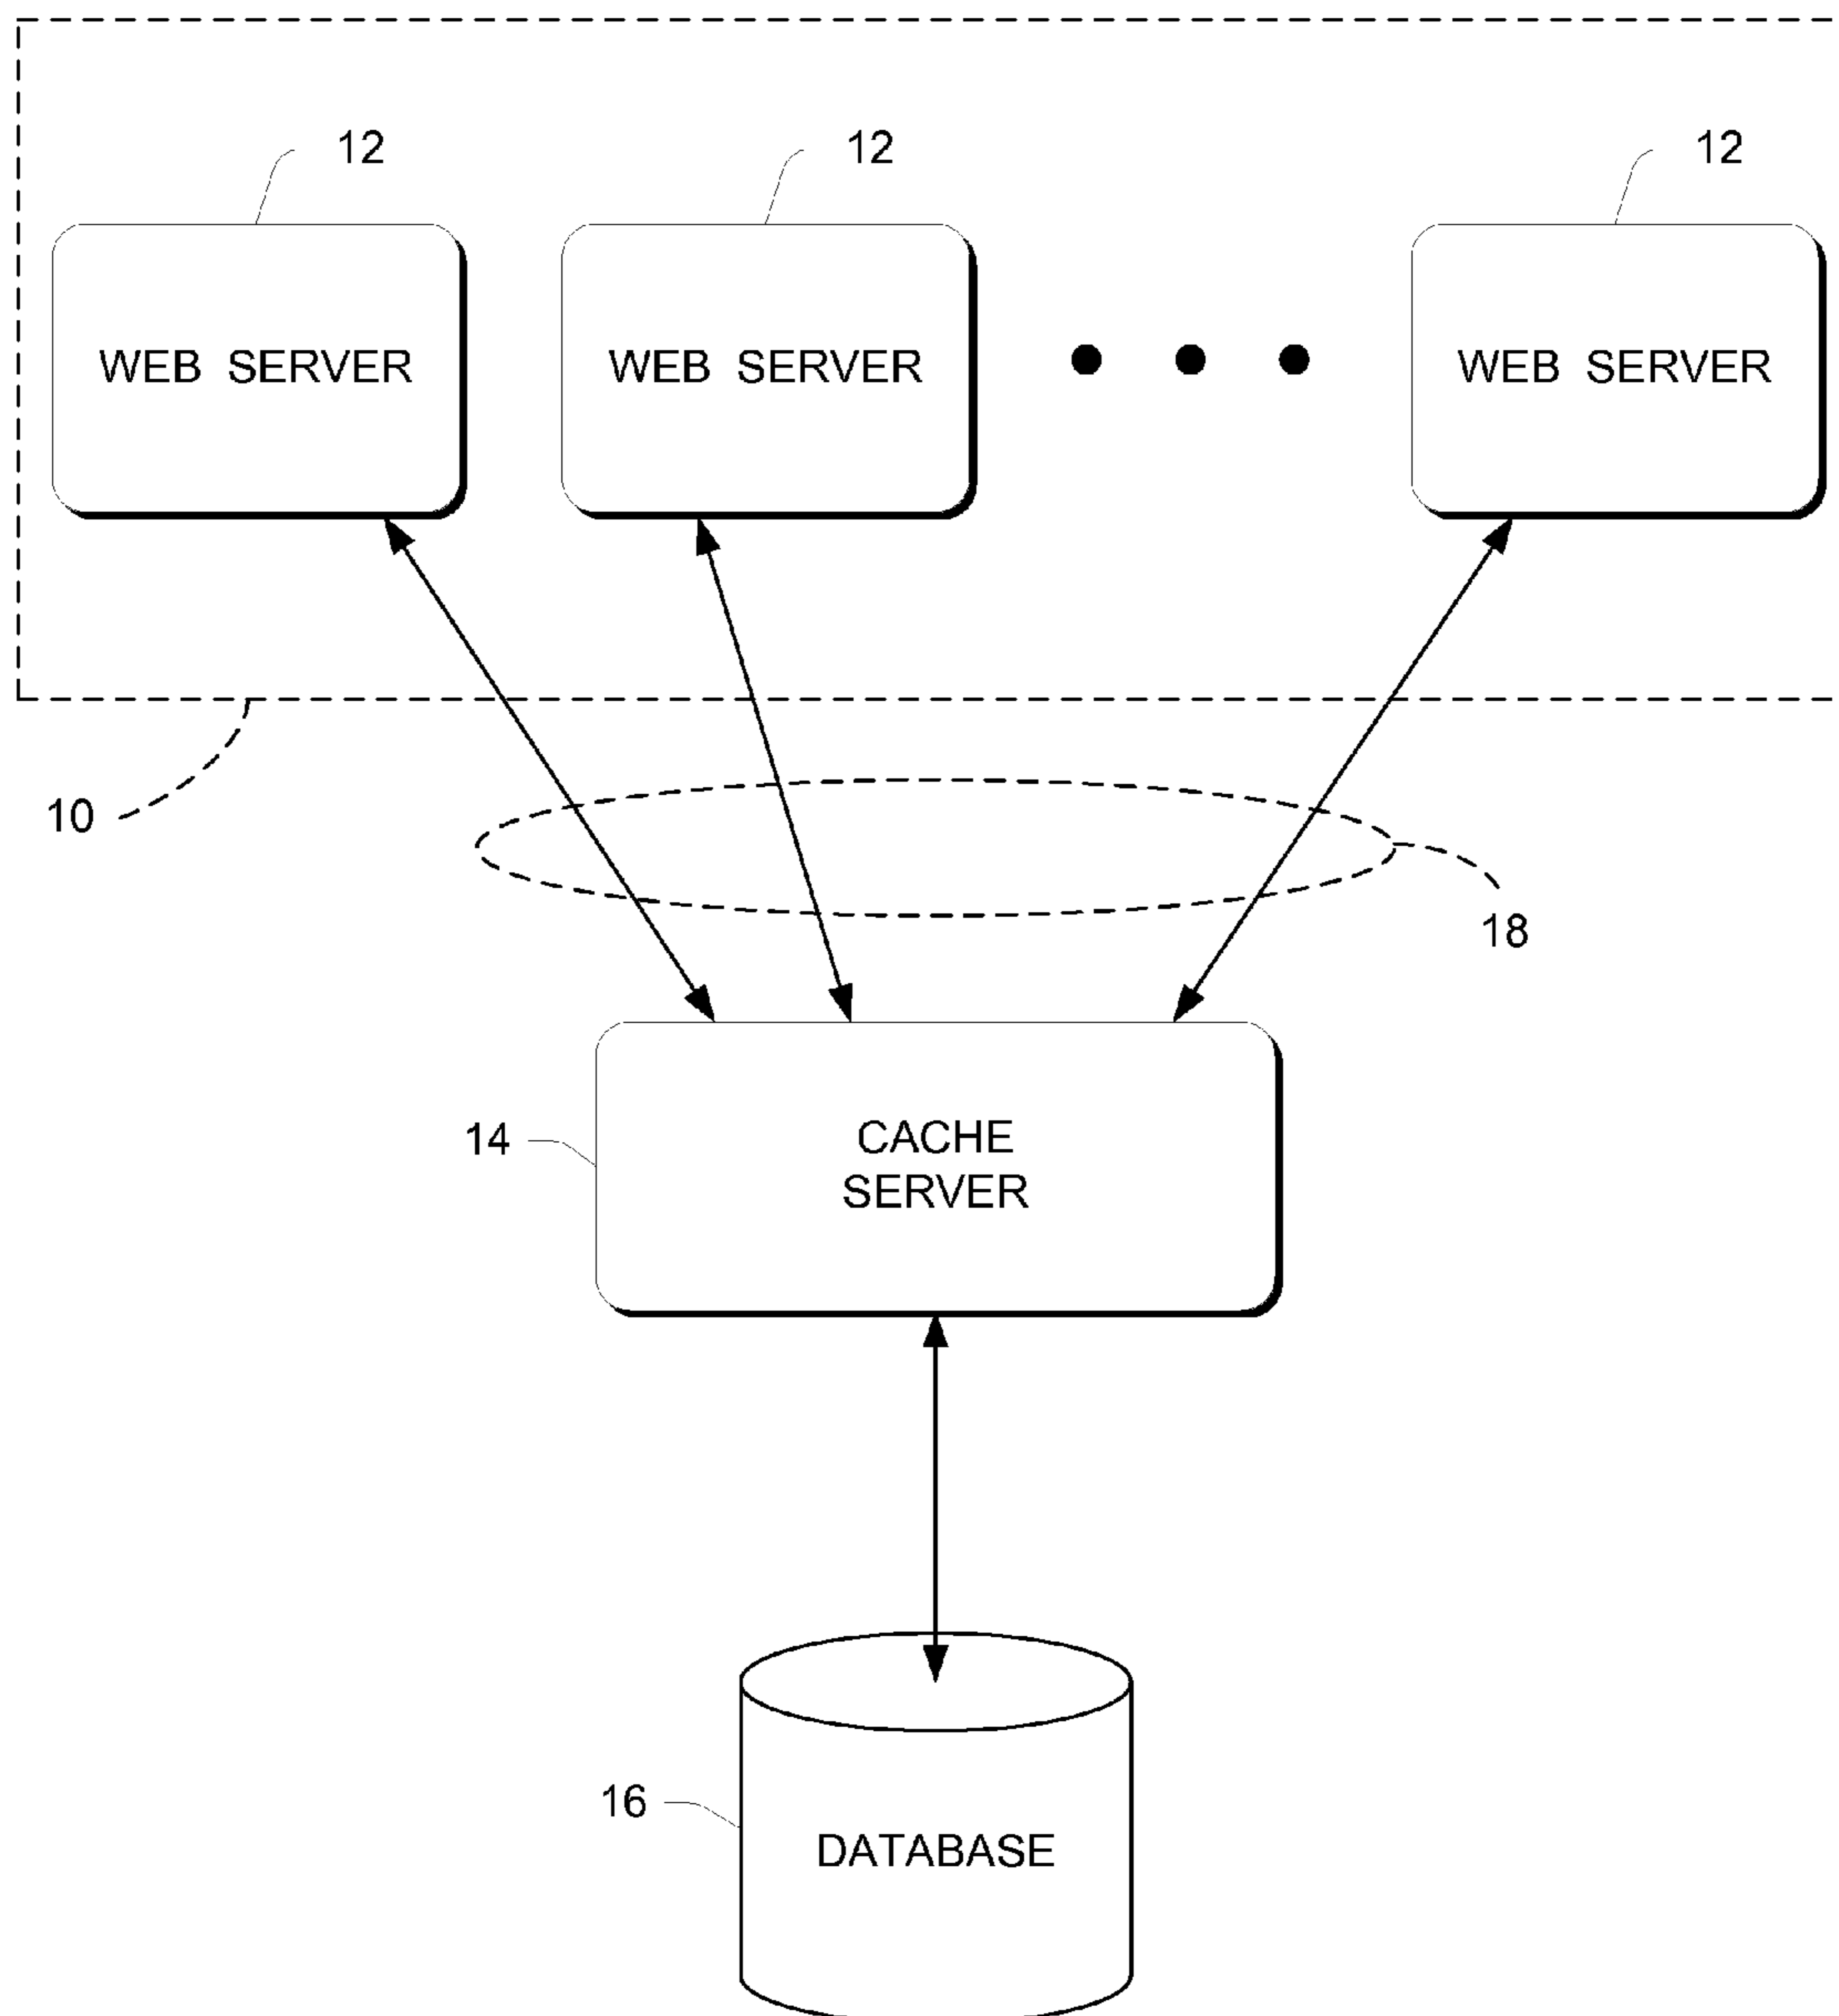 12 12 12
WEB SERVER WEB SERVER WEB SERVER
10
18
14
CACHE
SERVER
16
DATABASE